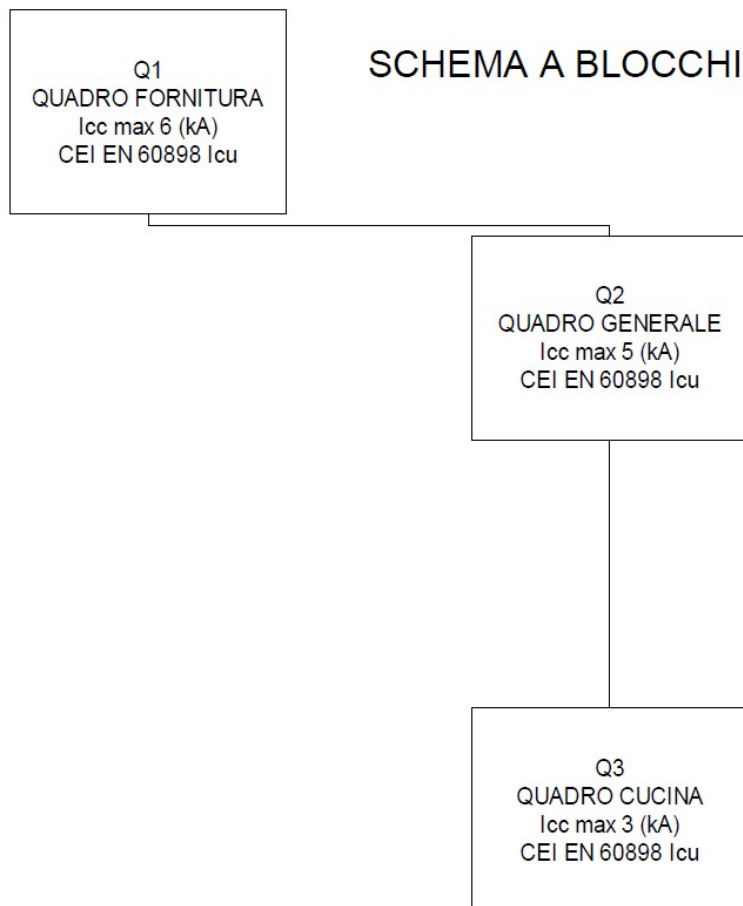 Q1
QUADRO FORNITURA
Icc max 6 (kA)
CEI EN 60898 Icu
SCHEMA A BLOCCHI
Q2
QUADRO GENERALE
Icc max 5 (kA)
CEI EN 60898 Icu
Q3
QUADRO CUCINA
Icc max 3 (kA)
CEI EN 60898 Icu